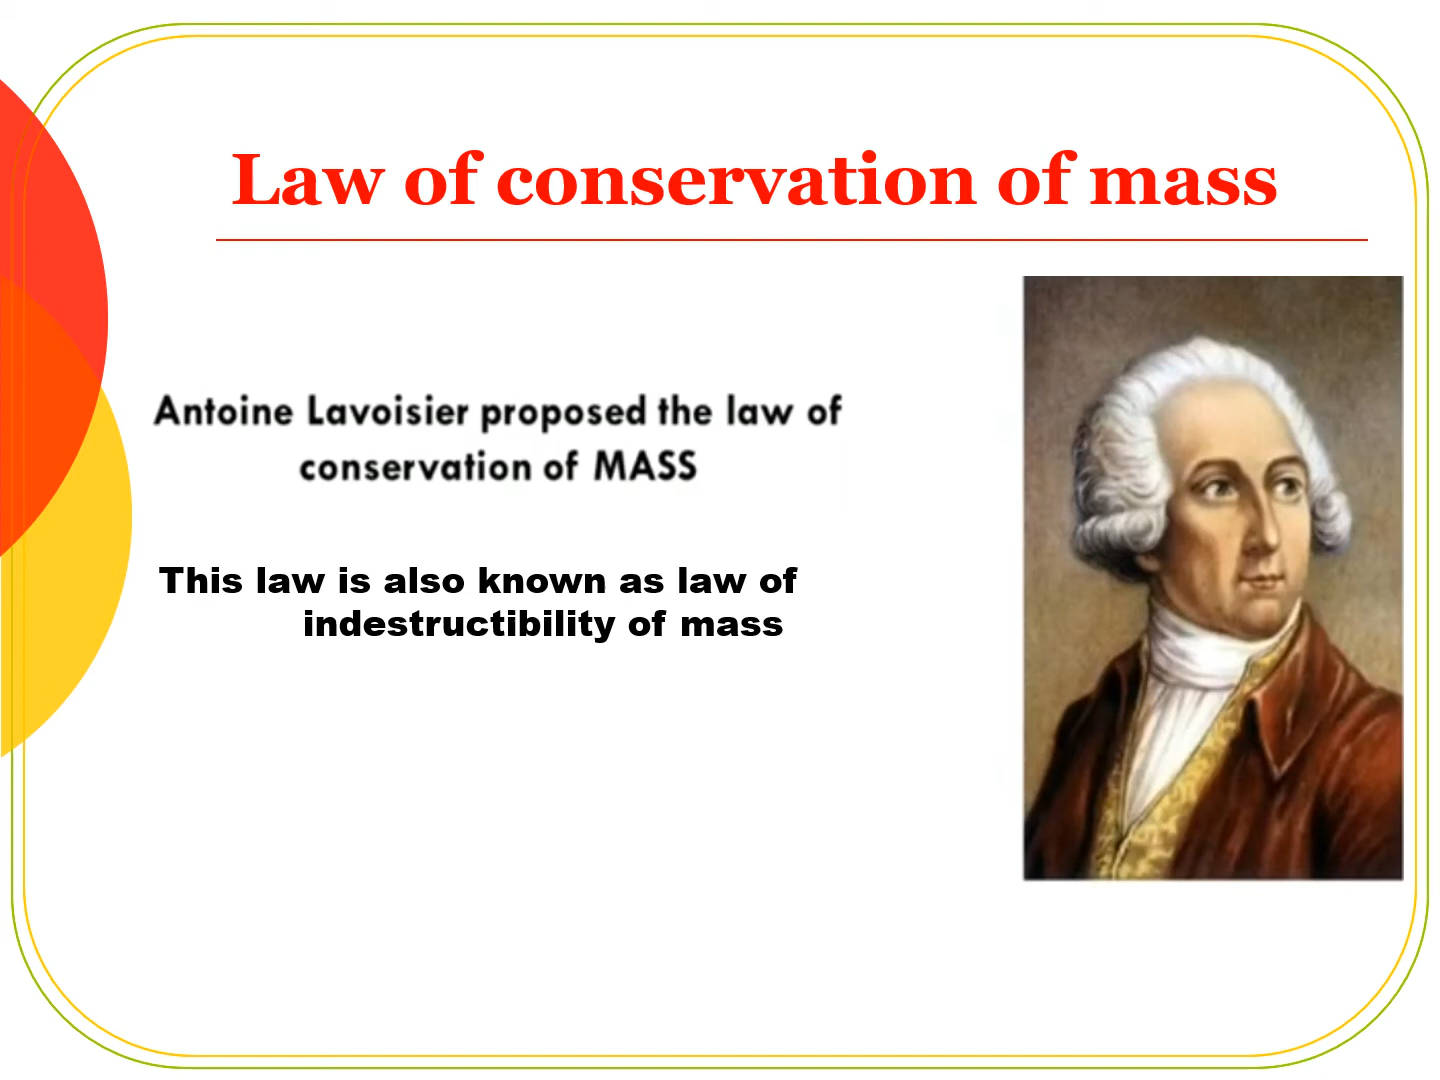 Law of conservation of mass
Antoine Lavoisier proposed the law of
conservation of MASS
This law is also known as law of
indestructibility of mass